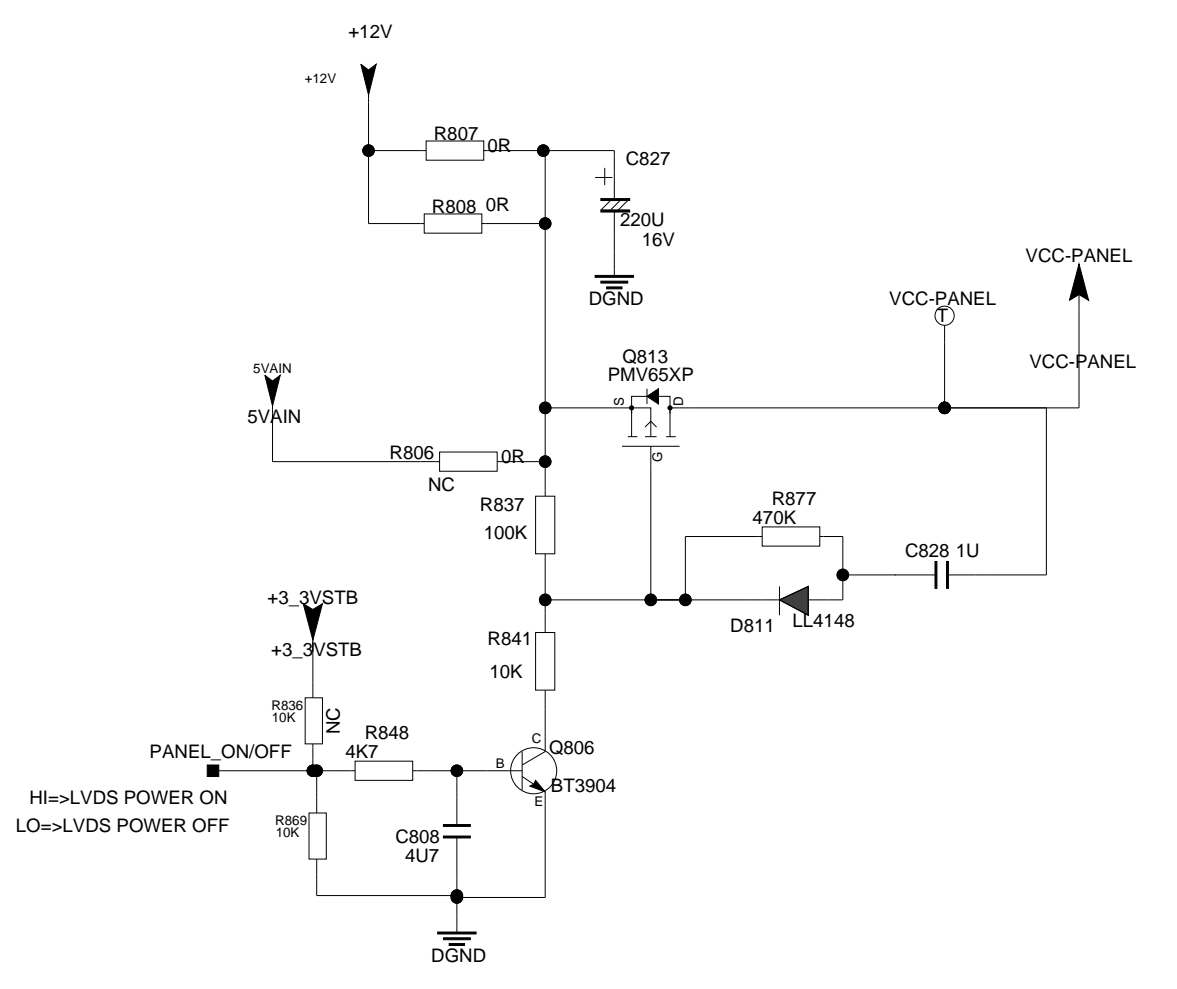 +12V
+12V
R807
0R
C827
R808 0R
220U
16V
DGND
VCC-PANEL
VCC-PANEL
T
VCC-PANEL
Q813
PMV65XP
S
D
G
5VAIN
5VAIN
R806
0R
NC
R837
100K
R877
470K
C828 1U
D811
LL4148
+3_3VSTB
+3_3VSTB
R841
10K
R836
10K
NC
R848
4K7
PANEL_ON/OFF
C
B
E
Q806
BT3904
HI=>LVDS POWER ON
LO=>LVDS POWER OFF
R869
10K
C808
4U7
DGND